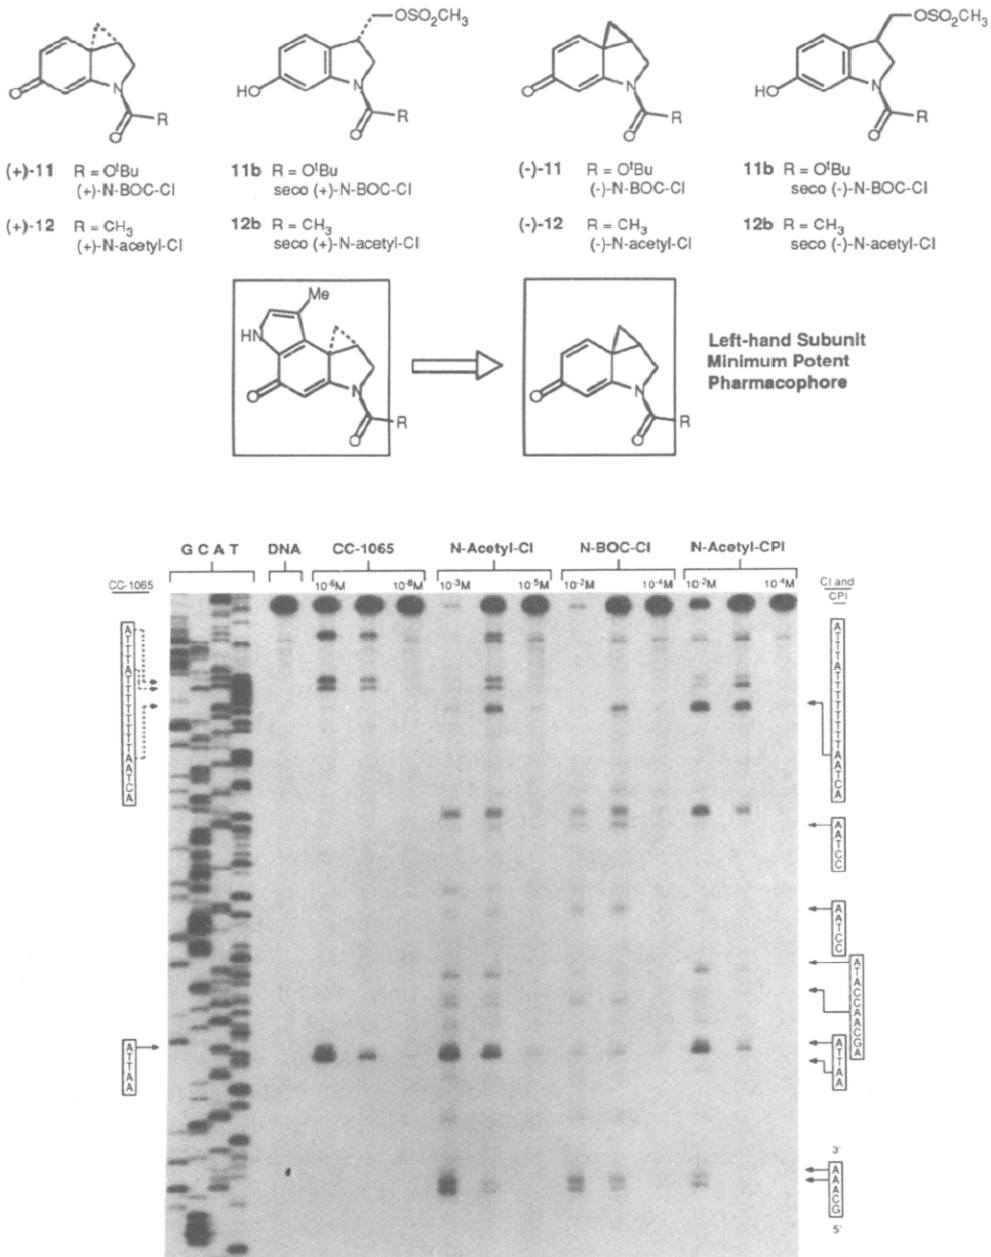 OSO₂CH₃
OSO₂CH₃
O
N
O
R
HO
N
O
R
O
N
O
R
HO
N
O
R
(+)-11 R = OᵗBu
(+)-N-BOC-CI
11b R = OᵗBu
seco (+)-N-BOC-CI
(-)-11 R = OᵗBu
(-)-N-BOC-CI
11b R = OᵗBu
seco (-)-N-BOC-CI
(+)-12 R = CH₃
(+)-N-acetyl-CI
12b R = CH₃
seco (+)-N-acetyl-CI
(-)-12 R = CH₃
(-)-N-acetyl-CI
12b R = CH₃
seco (-)-N-acetyl-CI
Me
HN
O
N
O
R
O
N
O
R
Left-hand Subunit
Minimum Potent
Pharmacophore
G C A T
DNA
CC-1065
N-Acetyl-CI
N-BOC-CI
N-Acetyl-CPI
CC-1065
10⁻⁶M
10⁻⁸M
10⁻³M
10⁻⁵M
10⁻²M
10⁻⁴M
10⁻²M
10⁻⁴M
CI and
CPI
ATTTATTTTTTTTAATCA
ATTAA
ATTTATTTTTTTTAATCA
AATCC
AATCC
ATACCAACGA
ATTAA
3'
AAACG
5'